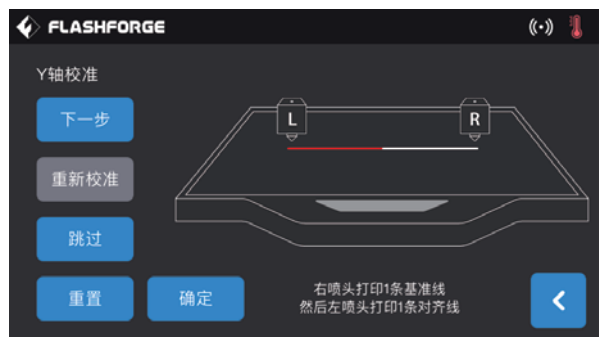 FLASHFORGE
Y轴校准
下一步
L
R
重新校准
跳过
重置
确定
右喷头打印1条基准线
然后左喷头打印1条对齐线